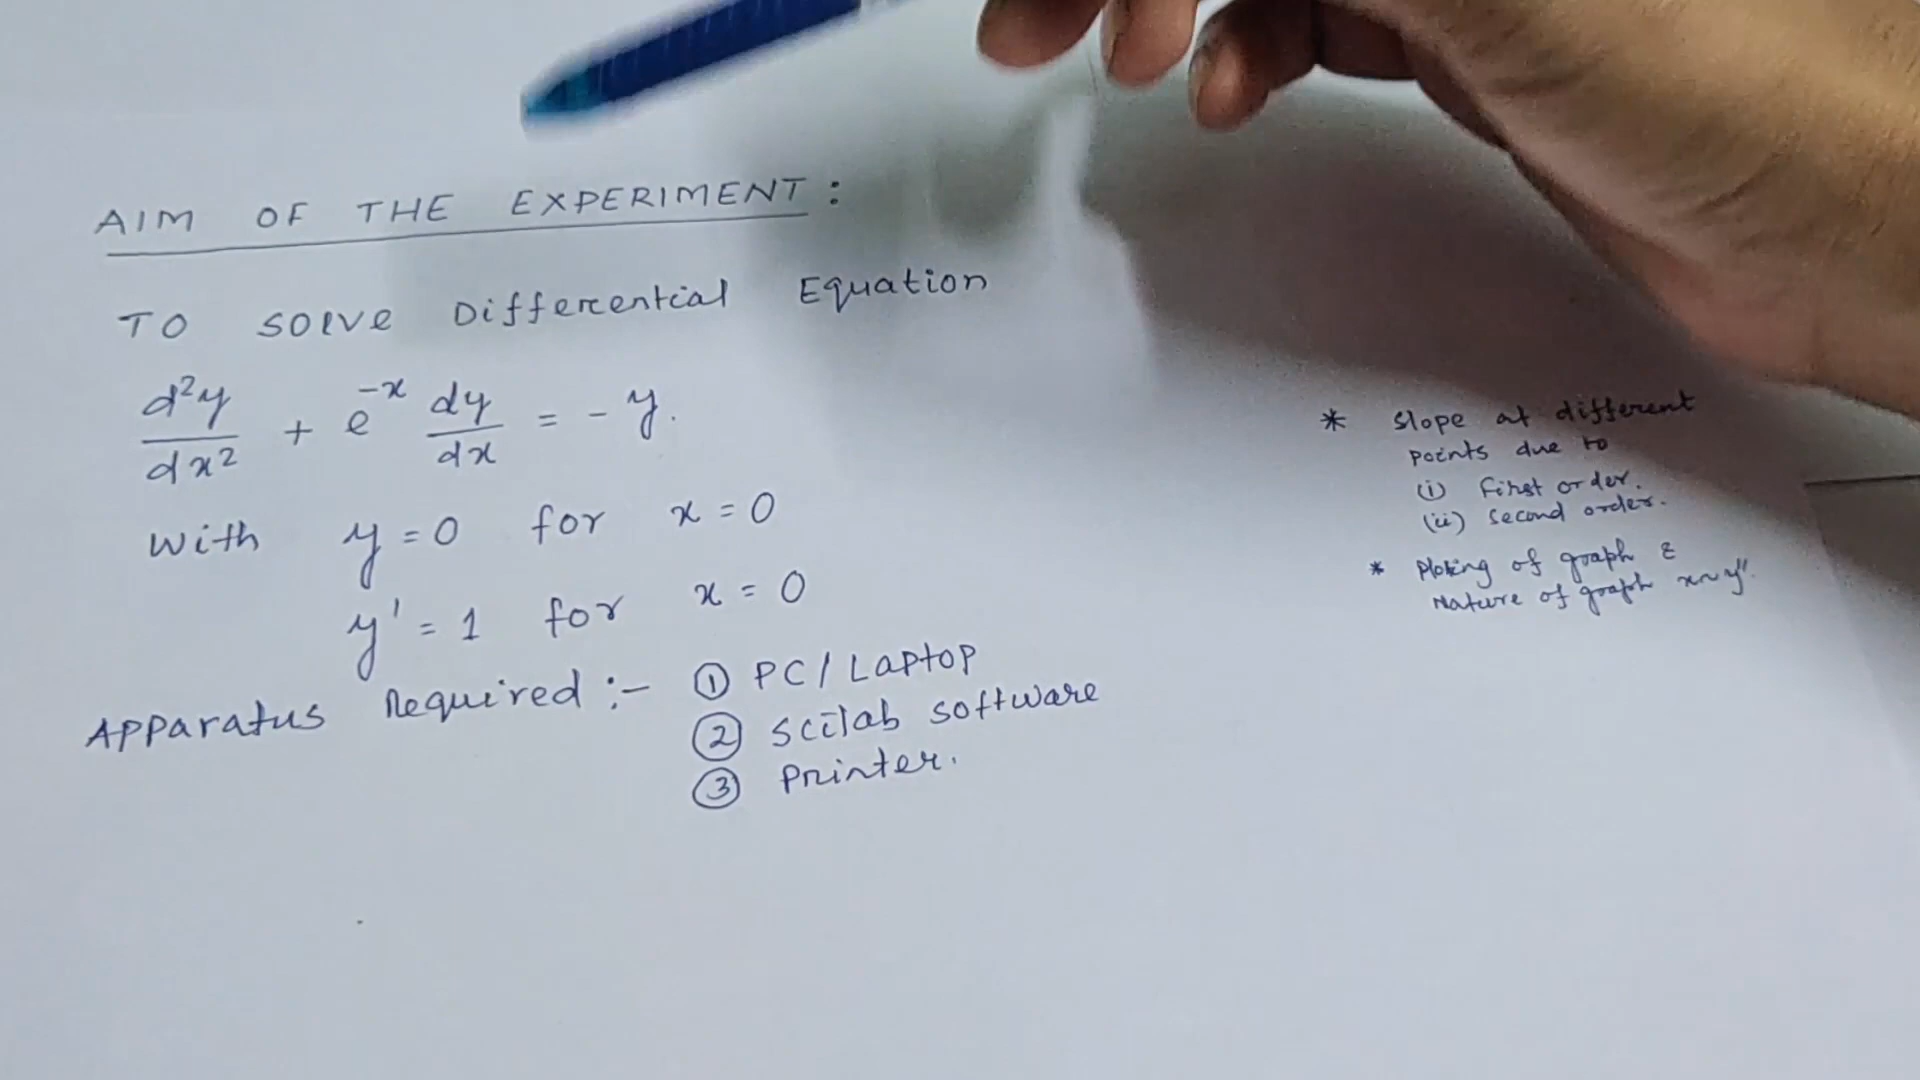 AIM OF THE EXPERIMENT :
TO SOLVE Differential Equation
d²y/dx² + e^-x dy/dx = - y.
With y = 0 for x = 0
y' = 1 for x = 0
APParatus Required :- ① PC/Laptop
② scilab software
③ Printer.
* Slope at different
points due to
(i) First order.
(ii) Second order.
* Ploting of graph &
Nature of graph x~y".